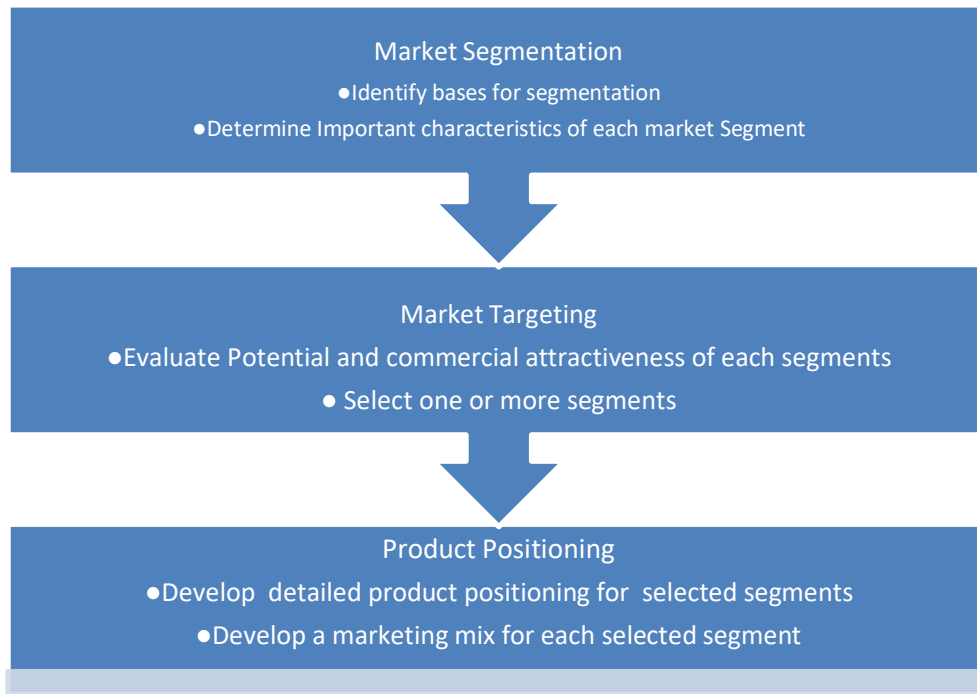 Market Segmentation
●Identify bases for segmentation
●Determine Important characteristics of each market Segment
Market Targeting
●Evaluate Potential and commercial attractiveness of each segments
● Select one or more segments
Product Positioning
●Develop  detailed product positioning for  selected segments
●Develop a marketing mix for each selected segment